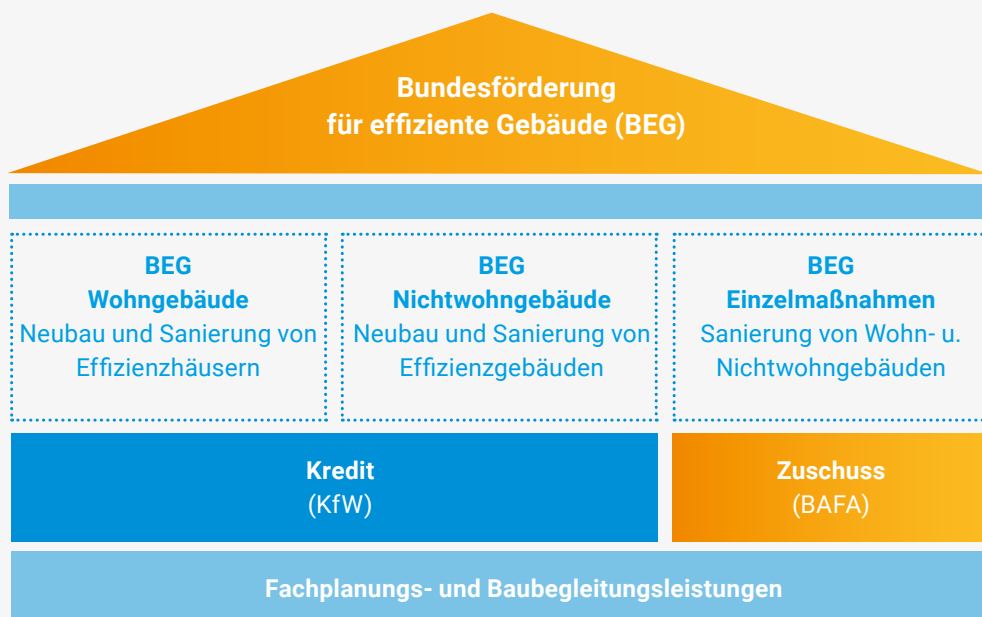 Bundesförderung
für effiziente Gebäude (BEG)
BEG
Wohngebäude
Neubau und Sanierung von
Effizienzhäusern
BEG
Nichtwohngebäude
Neubau und Sanierung von
Effizienzgebäuden
BEG
Einzelmaßnahmen
Sanierung von Wohn- u.
Nichtwohngebäuden
Kredit
(KfW)
Zuschuss
(BAFA)
Fachplanungs- und Baubegleitungsleistungen